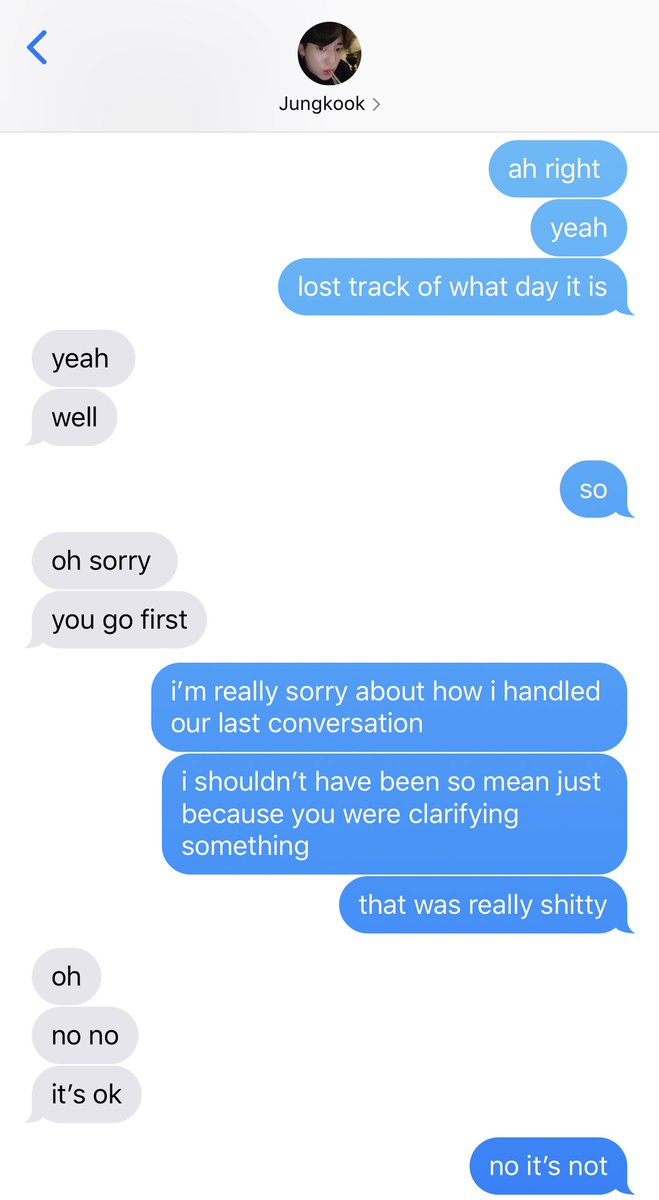 Jungkook
ah right
yeah
lost track of what day it is
yeah
well
so
oh sorry
you go first
i’m really sorry about how i handled
our last conversation
i shouldn’t have been so mean just
because you were clarifying
something
that was really shitty
oh
no no
it’s ok
no it’s not